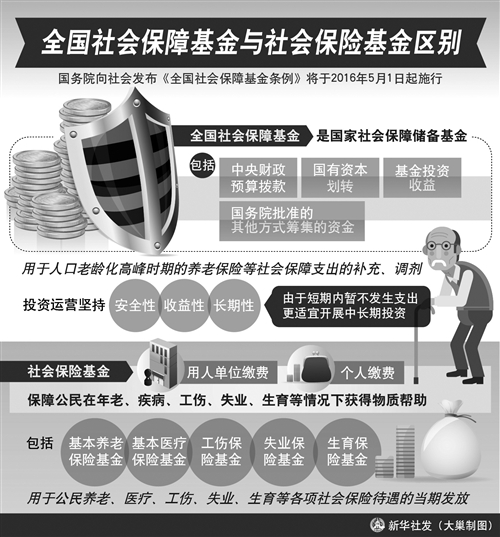 全国社会保障基金与社会保险基金区别
国务院向社会发布《全国社会保障基金条例》将于2016年5月1日起施行
全国社会保障基金 是国家社会保障储备基金
包括
中央财政
预算拨款
国有资本
划转
基金投资
收益
国务院批准的
其他方式筹集的资金
用于人口老龄化高峰时期的养老保险等社会保障支出的补充、调剂
投资运营坚持 安全性 收益性 长期性
由于短期内暂不发生支出
更适宜开展中长期投资
社会保险基金 用人单位缴费 个人缴费
保障公民在年老、疾病、工伤、失业、生育等情况下获得物质帮助
包括
基本养老
保险基金
基本医疗
保险基金
工伤保
险基金
失业保
险基金
生育保
险基金
用于公民养老、医疗、工伤、失业、生育等各项社会保险待遇的当期发放
新华社发（大巢制图）